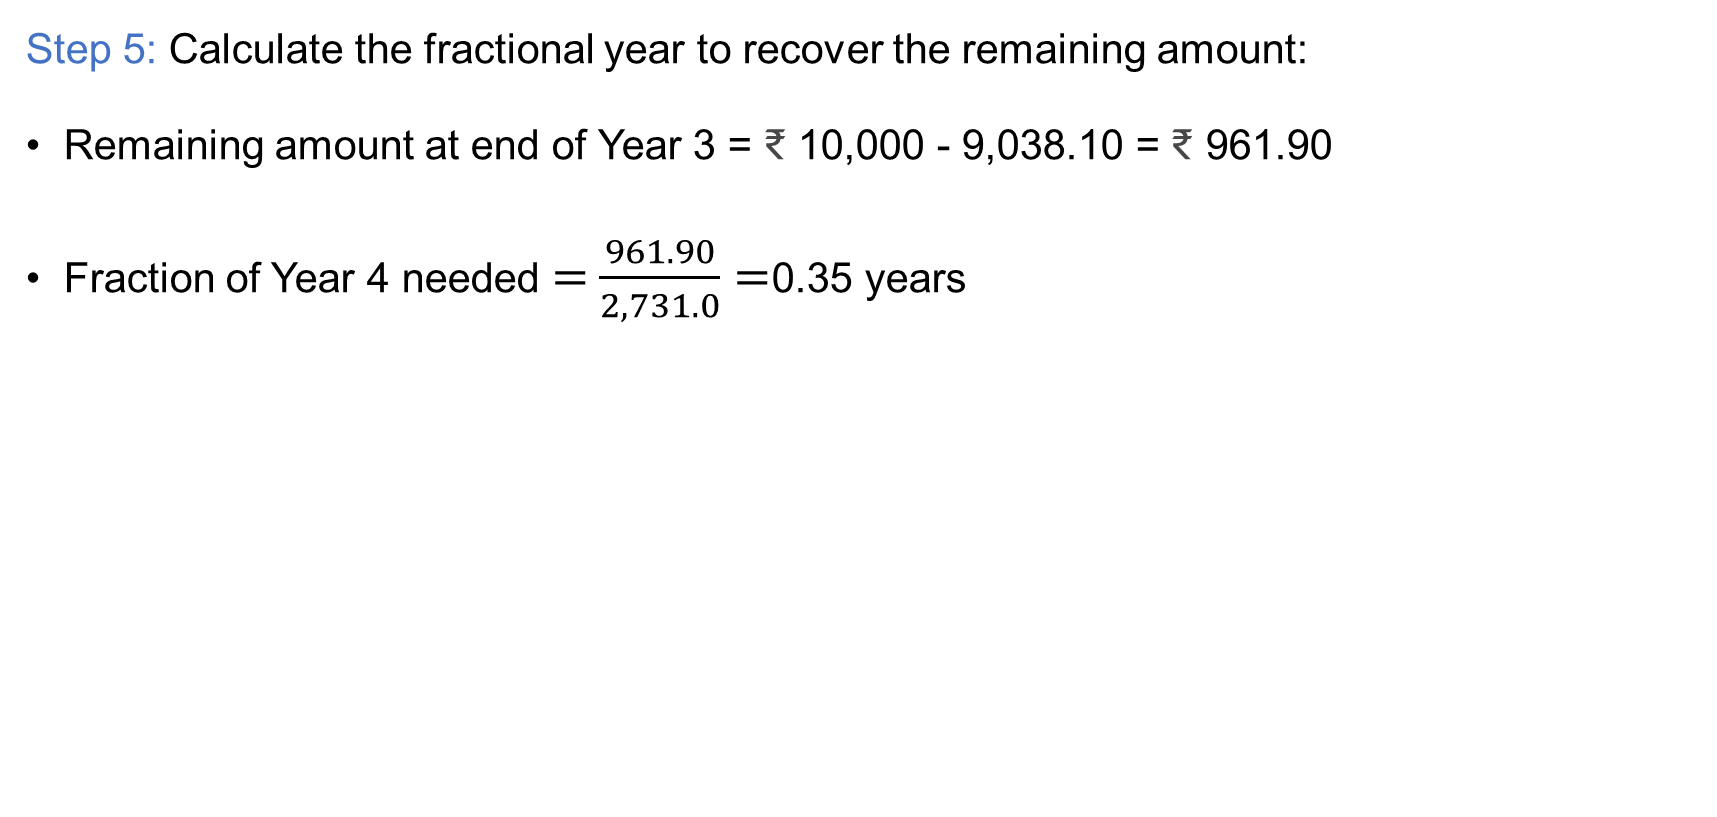 Step 5: Calculate the fractional year to recover the remaining amount:
• Remaining amount at end of Year 3 = ₹ 10,000 - 9,038.10 = ₹ 961.90
• Fraction of Year 4 needed = 961.90/2,731.0 =0.35 years